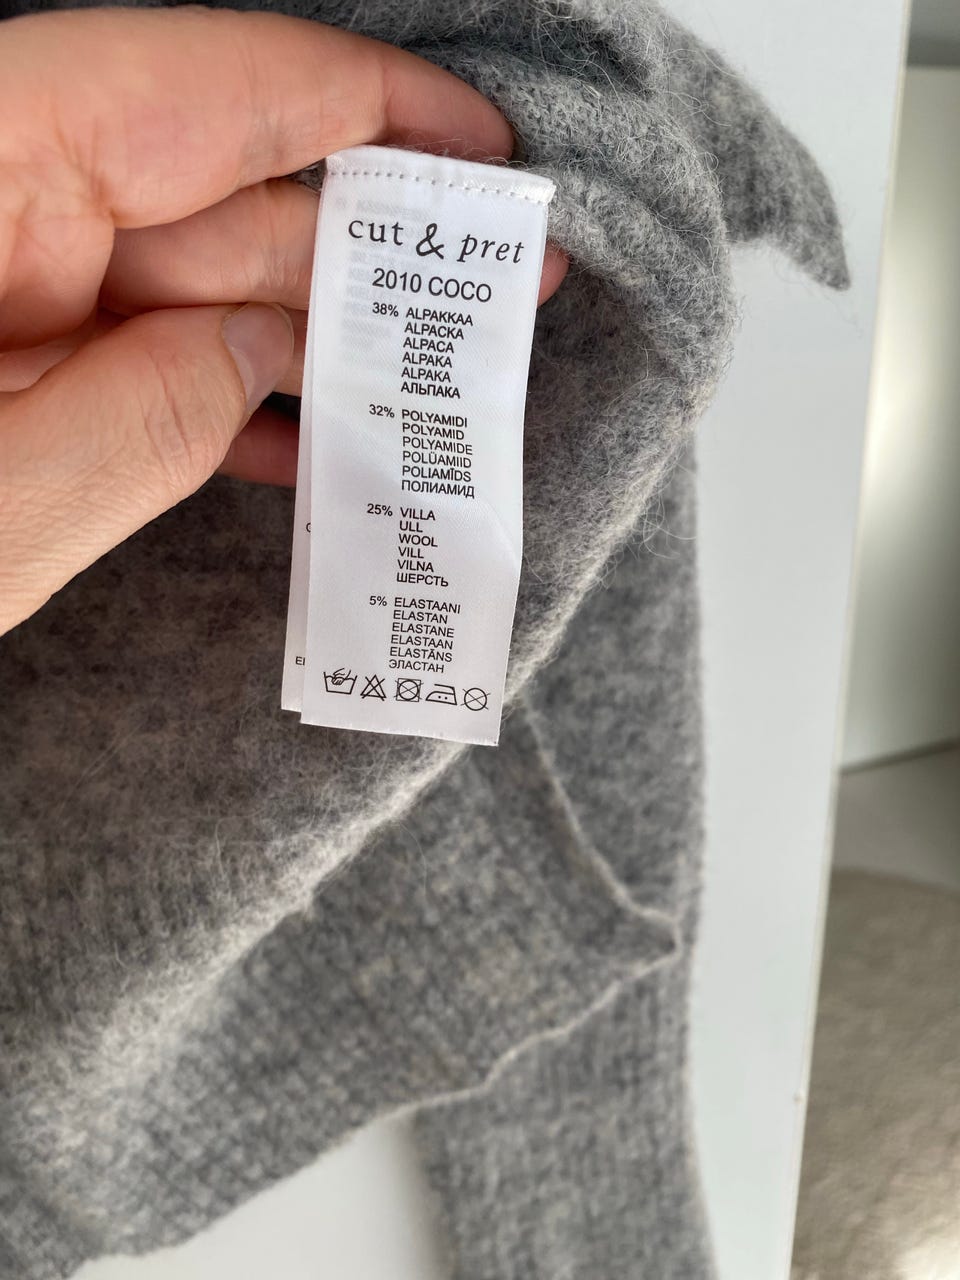 cut & pret
2010 COCO
38% ALPAKKAA
ALPACKA
ALPACA
ALPAKA
ALPAKA
АЛЬПАКА
32% POLYAMIDI
POLYAMID
POLYAMIDE
POLÜAMIID
POLIAMĪDS
ПОЛИАМИД
25% VILLA
ULL
WOOL
VILL
VILNA
ШЕРСТЬ
5% ELASTAANI
ELASTAN
ELASTANE
ELASTAAN
ELASTĀNS
ЭЛАСТАН